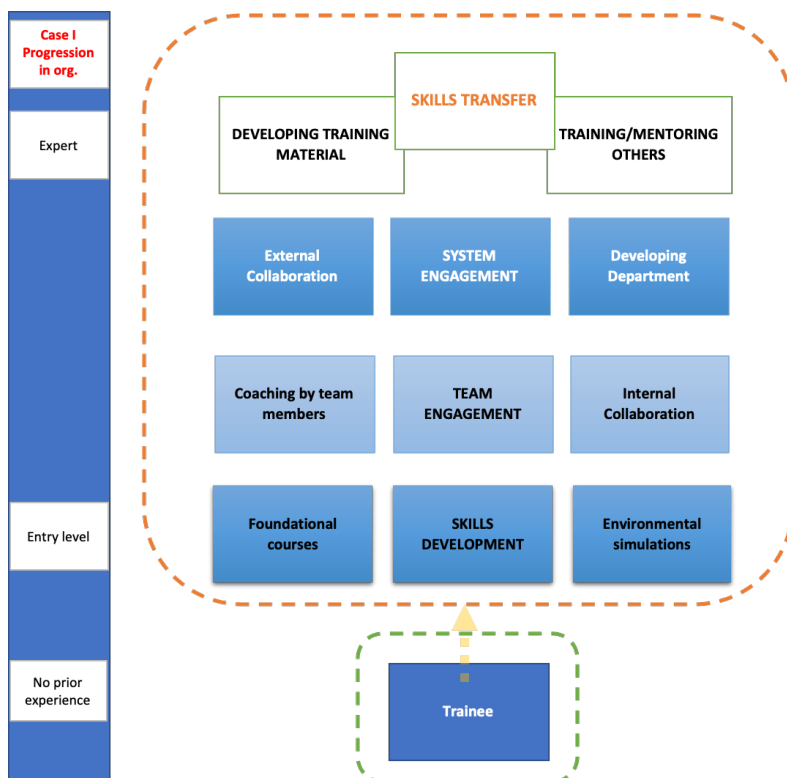 Case I
Progression
in org.
SKILLS TRANSFER
Expert
DEVELOPING TRAINING
MATERIAL
TRAINING/MENTORING
OTHERS
External
Collaboration
SYSTEM
ENGAGEMENT
Developing
Department
Coaching by team
members
TEAM
ENGAGEMENT
Internal
Collaboration
Entry level
Foundational
courses
SKILLS
DEVELOPMENT
Environmental
simulations
No prior
experience
Trainee